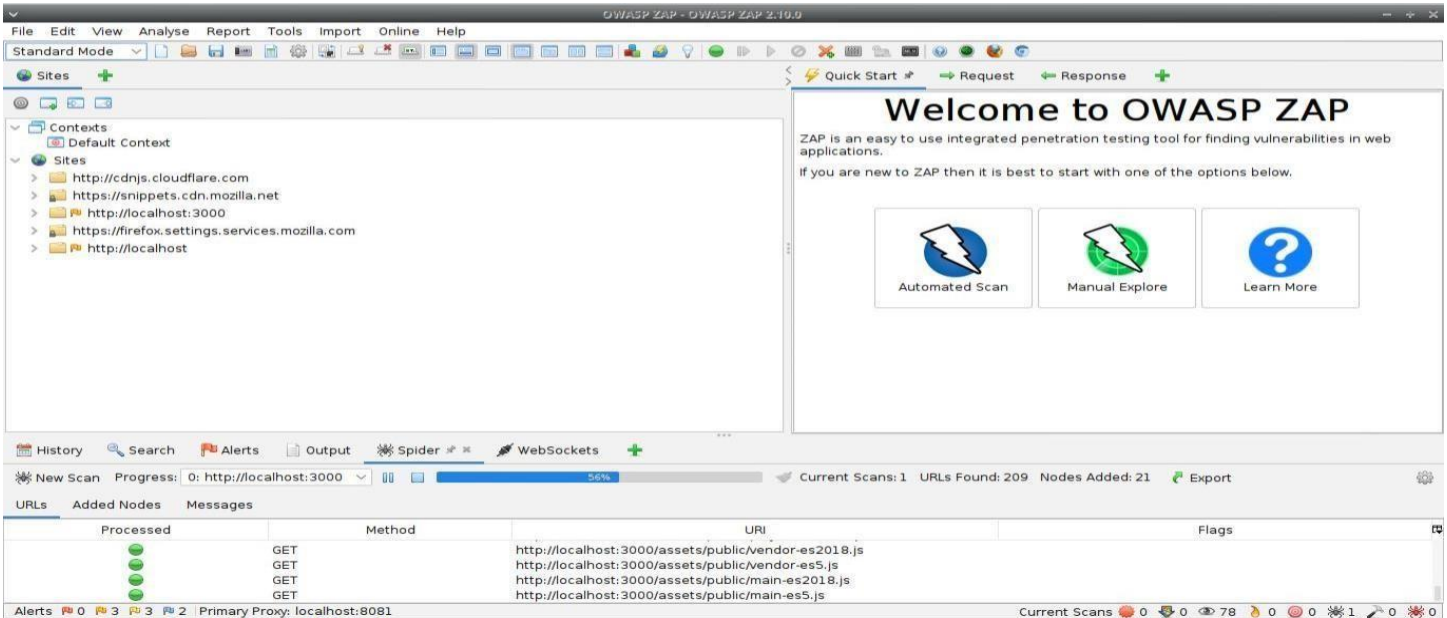 OWASP ZAP - OWASP ZAP 2.10.0
File Edit View Analyse Report Tools Import Online Help
Standard Mode
Sites
Quick Start Request Response
Contexts
Default Context
Sites
http://cdnjs.cloudflare.com
https://snippets.cdn.mozilla.net
http://localhost:3000
https://firefox.settings.services.mozilla.com
http://localhost
Welcome to OWASP ZAP
ZAP is an easy to use integrated penetration testing tool for finding vulnerabilities in web
applications.
If you are new to ZAP then it is best to start with one of the options below.
Automated Scan Manual Explore Learn More
History Search Alerts Output Spider WebSockets
New Scan Progress: 0: http://localhost:3000 56% Current Scans: 1 URLs Found: 209 Nodes Added: 21 Export
URLs Added Nodes Messages
Processed Method URI Flags
GET http://localhost:3000/assets/public/vendor-es2018.js
GET http://localhost:3000/assets/public/vendor-es5.js
GET http://localhost:3000/assets/public/main-es2018.js
GET http://localhost:3000/assets/public/main-es5.js
Alerts 0 3 3 2 Primary Proxy: localhost:8081 Current Scans 0 0 78 0 0 1 0 0